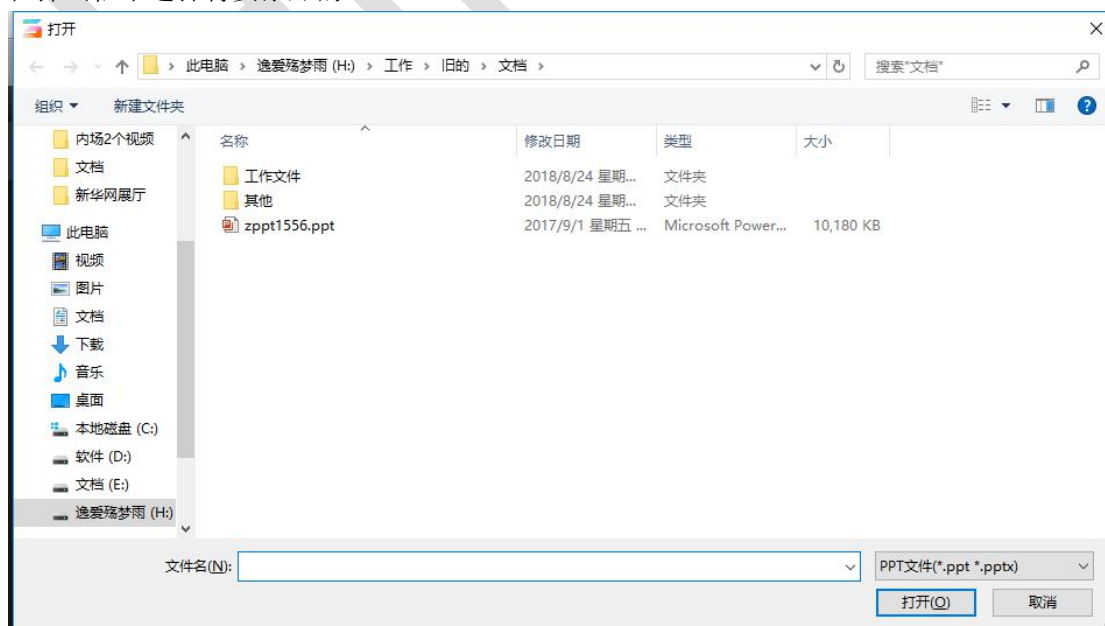 打开
此电脑 › 逸爱殇梦雨 (H:) › 工作 › 旧的 › 文档 ›
搜索"文档"
组织 新建文件夹
名称 修改日期 类型 大小
内场2个视频
文档
新华网展厅
此电脑
视频
图片
文档
下载
音乐
桌面
本地磁盘 (C:)
软件 (D:)
文档 (E:)
逸爱殇梦雨 (H:)
工作文件 2018/8/24 星期... 文件夹
其他 2018/8/24 星期... 文件夹
zppt1556.ppt 2017/9/1 星期五 ... Microsoft Power... 10,180 KB
文件名(N):
PPT文件(*.ppt *.pptx)
打开(O) 取消